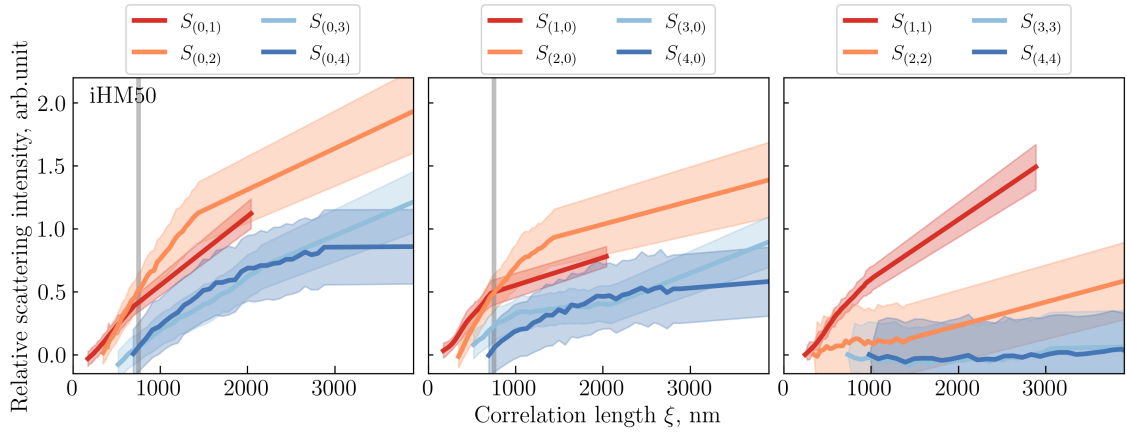 S(0,1) S(0,3)
S(0,2) S(0,4)
S(1,0) S(3,0)
S(2,0) S(4,0)
S(1,1) S(3,3)
S(2,2) S(4,4)
Relative scattering intensity, arb.unit
iHM50
2.0
1.5
1.0
0.5
0.0
0 1000 2000 3000
0 1000 2000 3000
0 1000 2000 3000
Correlation length ξ, nm